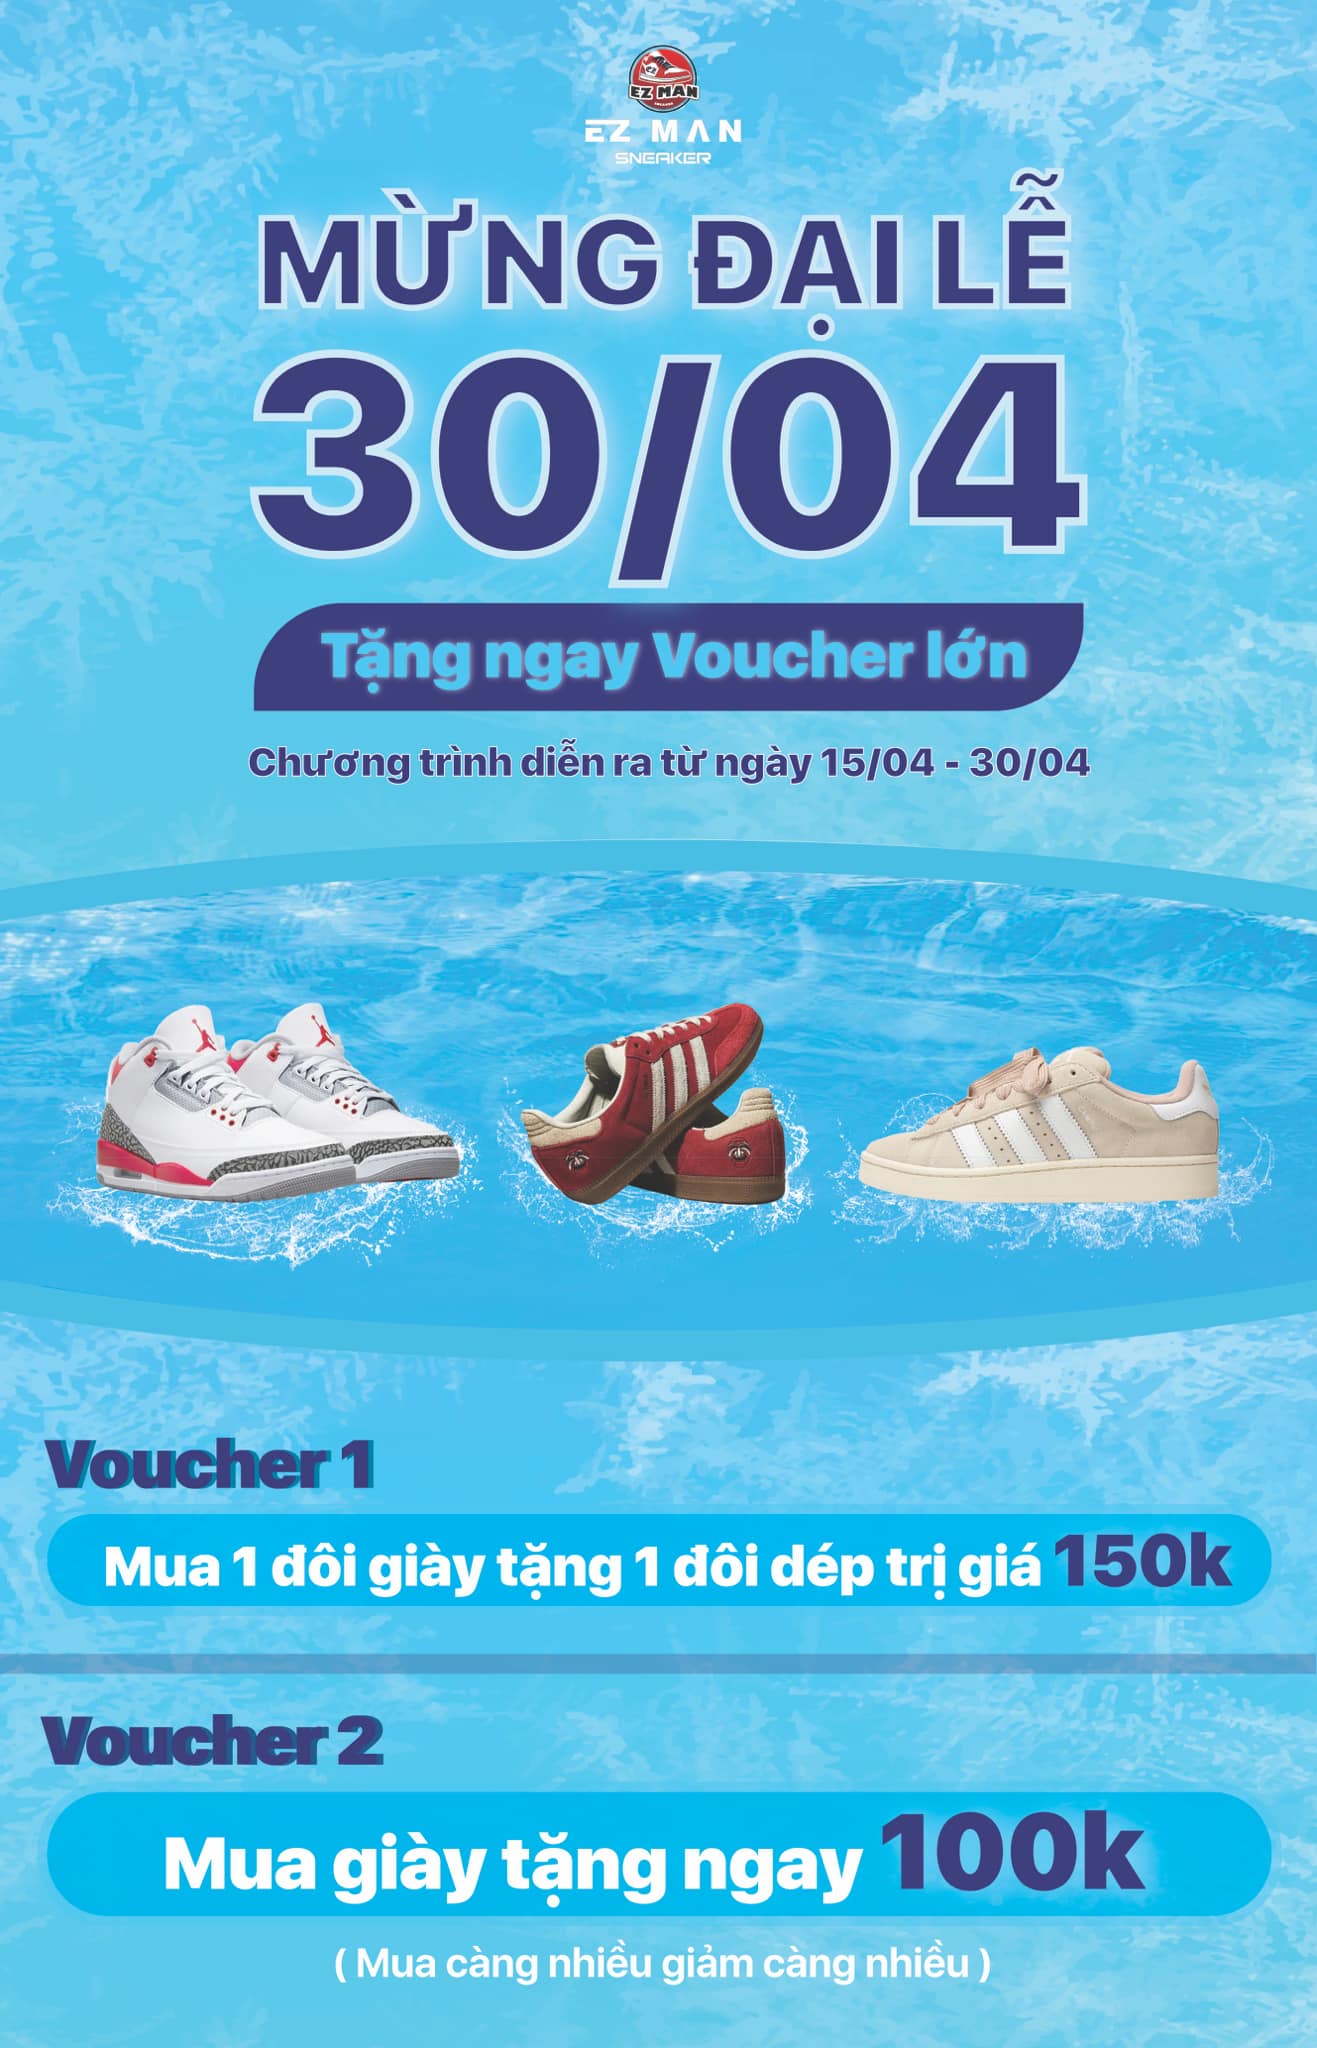 EZ MAN
EZ MAN
SNEAKER
MỪNG ĐẠI LỄ
30/04
Tặng ngay Voucher lớn
Chương trình diễn ra từ ngày 15/04 - 30/04
Voucher 1
Mua 1 đôi giày tặng 1 đôi dép trị giá 150k
Voucher 2
Mua giày tặng ngay 100k
( Mua càng nhiều giảm càng nhiều )